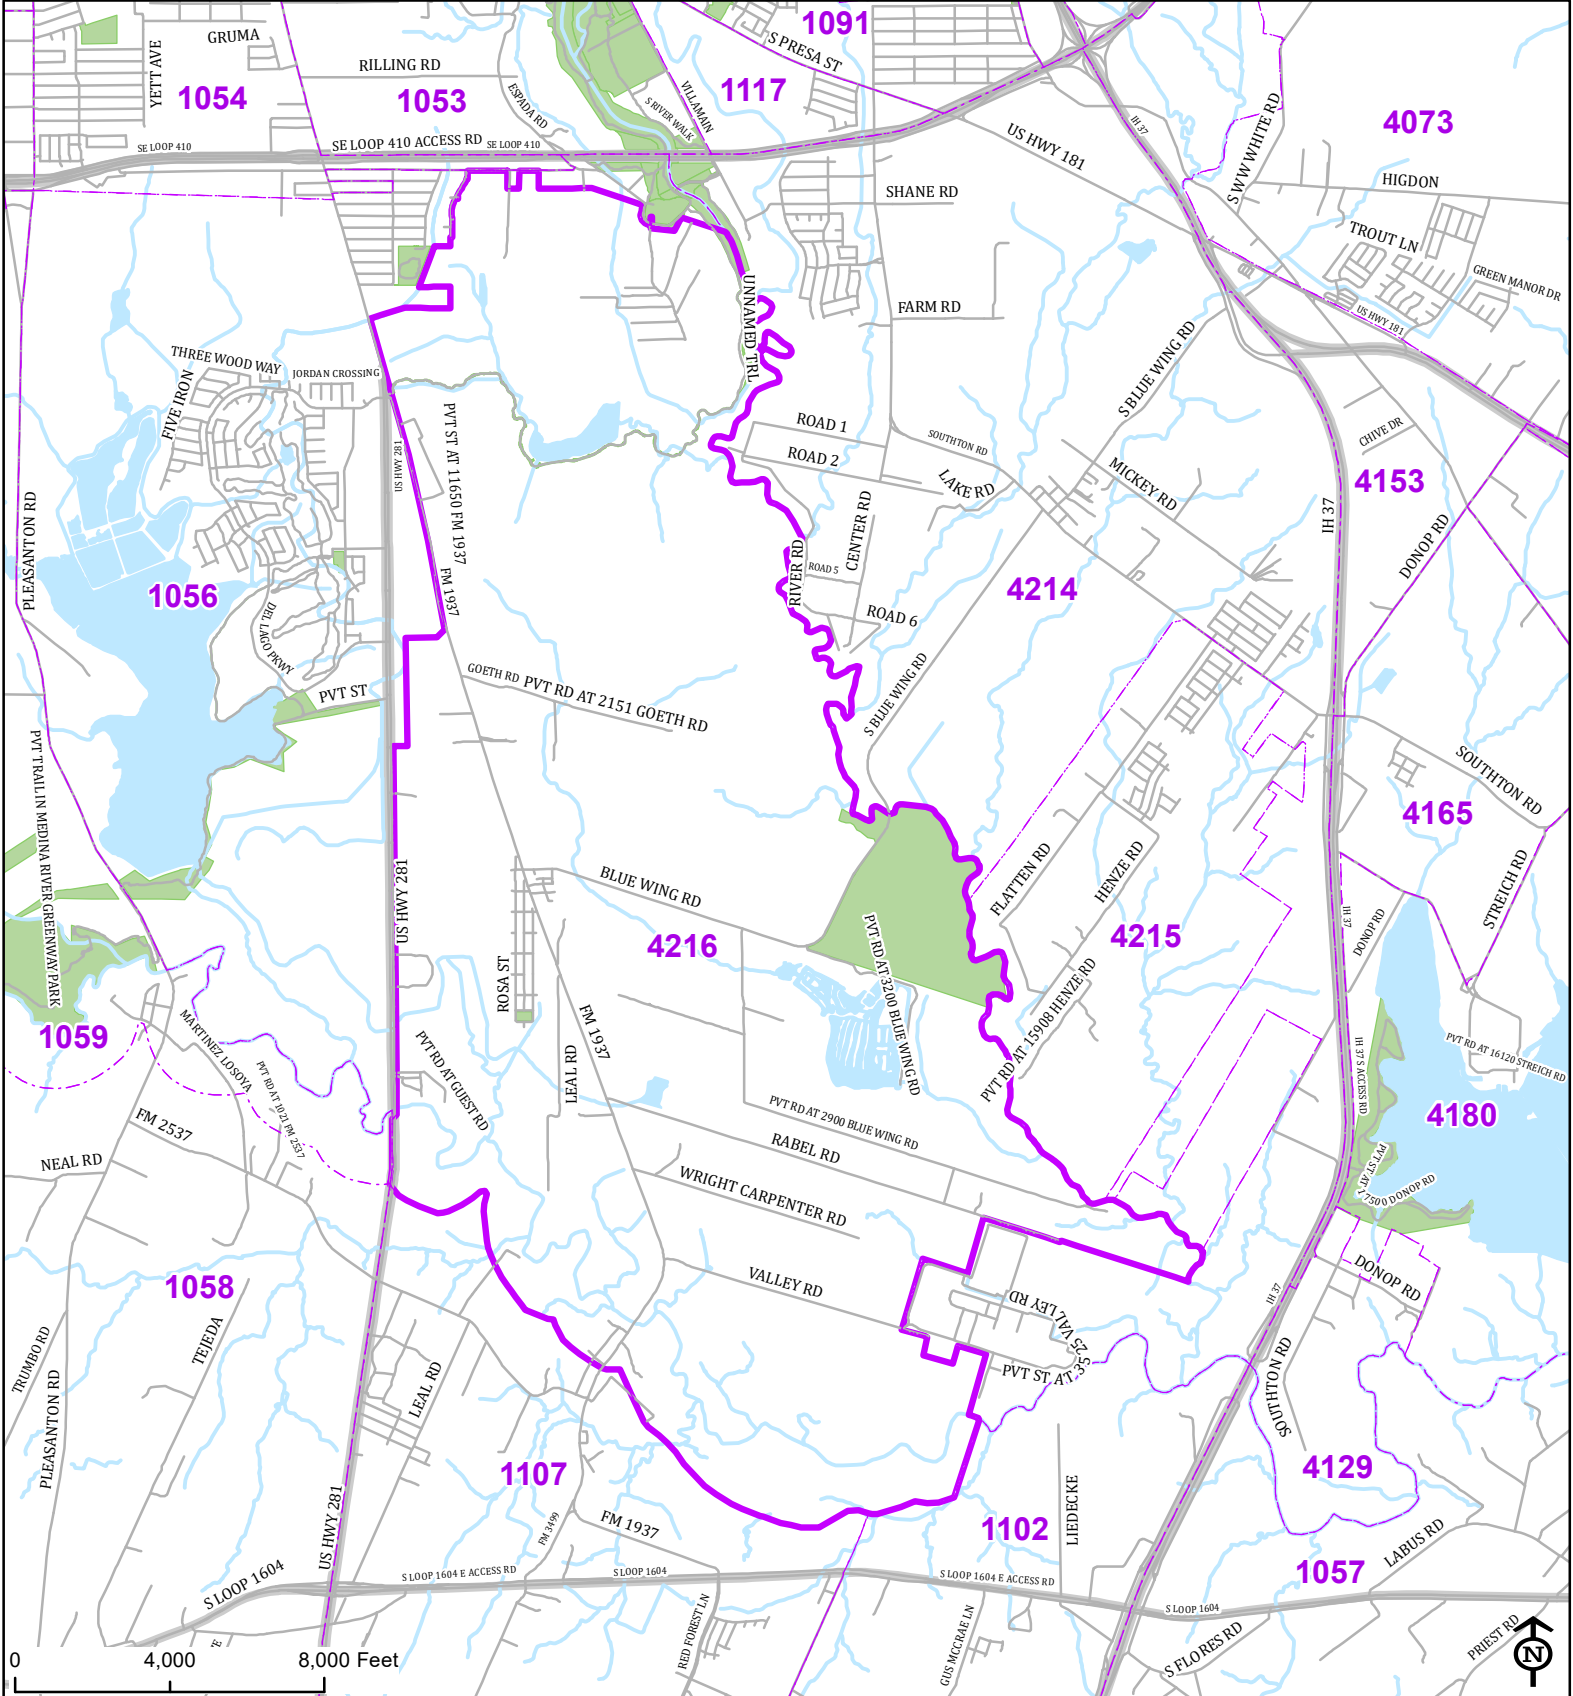 1091
GRUMA
S PRESA ST
YETT AVE
RILLING RD
1054
1053
1117
ESPADA RD
VILLAMAIN
S RIVER WALK
SE LOOP 410
SE LOOP 410 ACCESS RD
SE LOOP 410
US HWY 181
IH 37
S WW WHITE RD
4073
HIGDON
SHANE RD
TROUT LN
GREEN MANOR DR
US HWY 181
UNNAMED TRL
FARM RD
S BLUE WING RD
THREE WOOD WAY
JORDAN CROSSING
FIVE IRON
US HWY 281
PVT ST AT 11650 FM 1937
FM 1937
ROAD 1
ROAD 2
SOUTHTON RD
LAKE RD
MICKEY RD
CHIVE DR
4153
IH 37
DONOP RD
PLEASANTON RD
1056
CENTER RD
RIVER RD
ROAD 5
ROAD 6
4214
DEL LAGO PKWY
PVT ST
GOETH RD
PVT RD AT 2151 GOETH RD
S BLUE WING RD
PVT TRAIL IN MEDINA RIVER GREENWAY PARK
SOUTHTON RD
4165
STREICH RD
FLATTEN RD
HENZE RD
BLUE WING RD
US HWY 281
4216
4215
IH 37
DONOP RD
ROSA ST
PVT RD AT 3200 BLUE WING RD
PVT RD AT 15908 HENZE RD
1059
MARTINEZ LOSOYA
PVT RD AT 1021 FM 2537
FM 1937
LEAL RD
PVT RD AT GUEST RD
IH 37 S ACCESS RD
PVT RD AT 16120 STREICH RD
4180
FM 2537
NEAL RD
PVT RD AT 2900 BLUE WING RD
RABEL RD
WRIGHT CARPENTER RD
PVT ST AT
17500 DONOP RD
1058
VALLEY RD
PVT ST AT 35
25 VALLEY RD
IH 37
DONOP RD
TRUMBO RD
TEJEDA
PLEASANTON RD
LEAL RD
SOUTHTON RD
1107
4129
FM 3499
FM 1937
1102
LIEDECKE
1057
LABUS RD
US HWY 281
S LOOP 1604
S LOOP 1604 E ACCESS RD
S LOOP 1604
S LOOP 1604 E ACCESS RD
S LOOP 1604
RED FOREST LN
GUS MCCRAE LN
S FLORES RD
PRIEST RD
TE
0 4,000 8,000 Feet
N